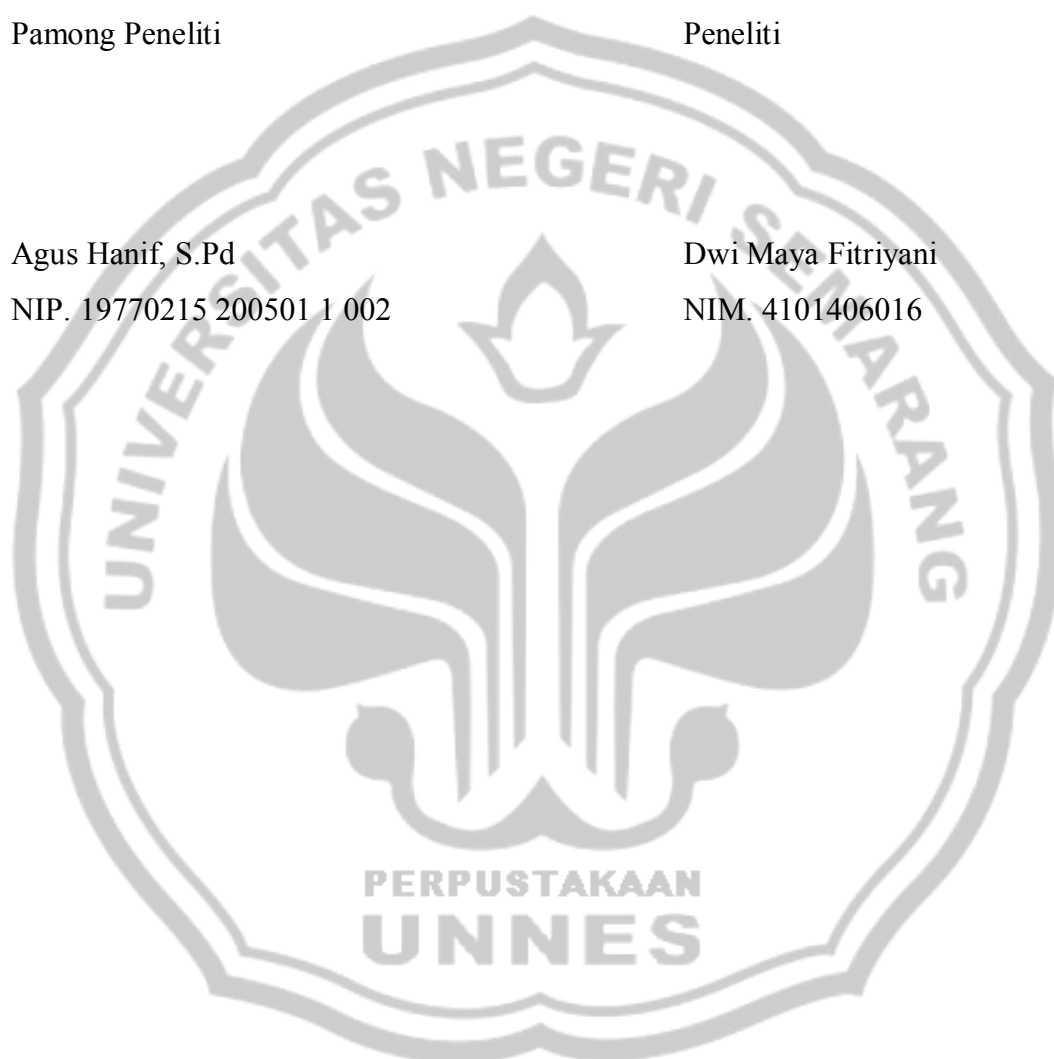 Pamong Peneliti
Peneliti
Agus Hanif, S.Pd
Dwi Maya Fitriyani
NIP. 19770215 200501 1 002
NIM. 4101406016
UNIVERSITAS NEGERI SEMARANG
PERPUSTAKAAN
UNNES